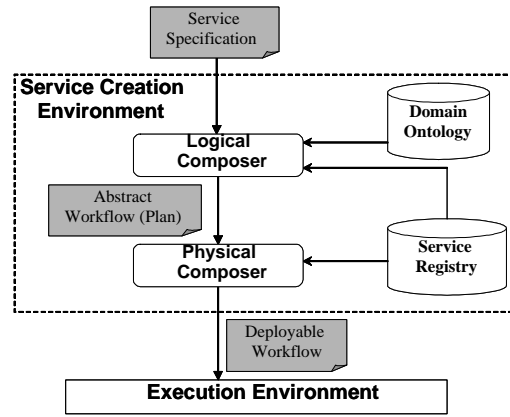 Service
Specification
Service Creation
Environment
Domain
Ontology
Logical
Composer
Abstract
Workflow (Plan)
Physical
Composer
Service
Registry
Deployable
Workflow
Execution Environment